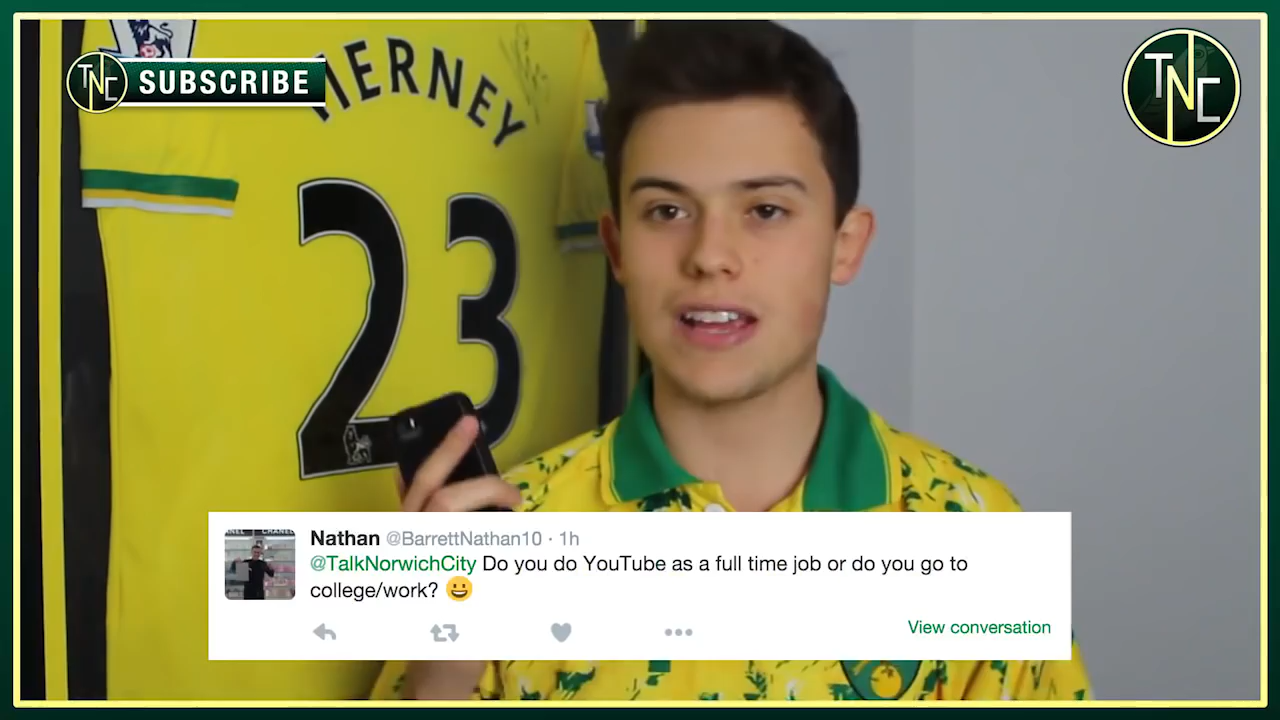 TNC SUBSCRIBE
TNC
IERNEY
23
Nathan @BarrettNathan10 · 1h
@TalkNorwichCity Do you do YouTube as a full time job or do you go to
college/work? 😀
View conversation